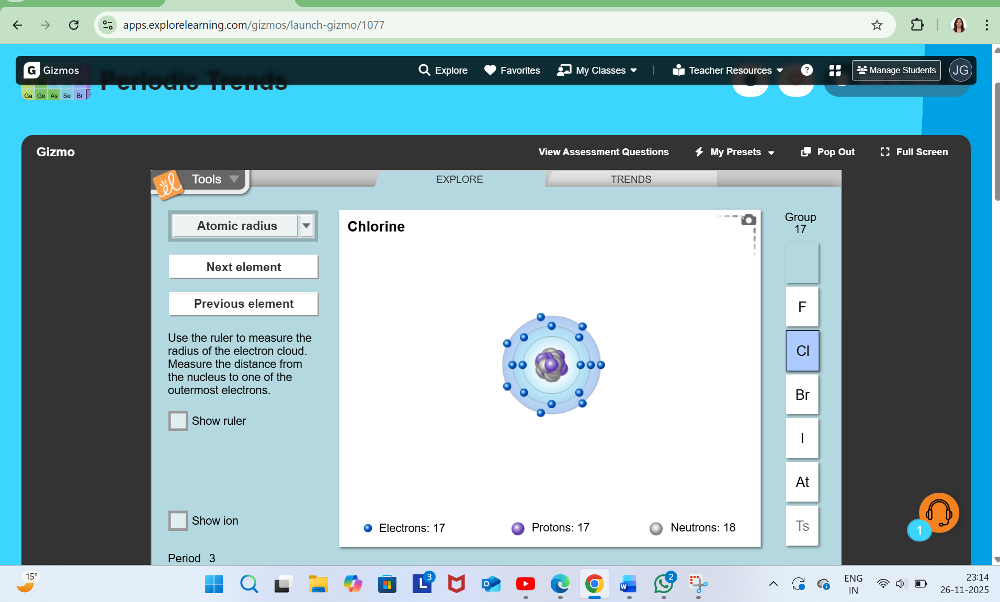 apps.explorelearning.com/gizmos/launch-gizmo/1077
G Gizmos
Explore
Favorites
My Classes
Teacher Resources
?
Manage Students
JG
Periodic Trends
Ga Ge As Se Br
Gizmo
View Assessment Questions
My Presets
Pop Out
Full Screen
Tools
EXPLORE
TRENDS
Atomic radius
Next element
Previous element
Use the ruler to measure the
radius of the electron cloud.
Measure the distance from
the nucleus to one of the
outermost electrons.
Show ruler
Show ion
Period 3
Chlorine
Electrons: 17
Protons: 17
Neutrons: 18
Group
17
F
Cl
Br
I
At
Ts
1
15°
L 3
O
W
2
ENG
IN
23:14
26-11-2025